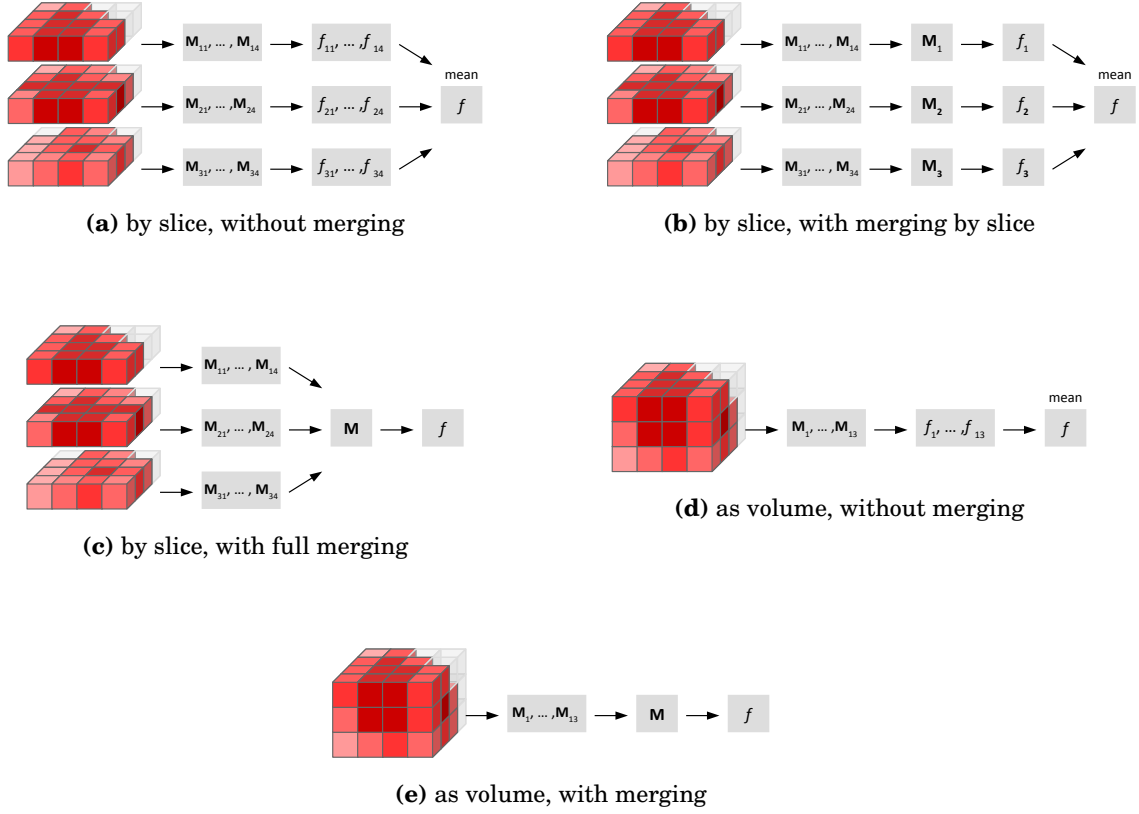 M₁₁, … , M₁₄
f₁₁, … ,f₁₄
mean
M₂₁, … ,M₂₄
f₂₁, … ,f₂₄
f
M₃₁, … , M₃₄
f₃₁, … ,f₃₄
(a) by slice, without merging
M₁₁, … , M₁₄
M₁
f₁
mean
M₂₁, … ,M₂₄
M₂
f₂
f
M₃₁, … , M₃₄
M₃
f₃
(b) by slice, with merging by slice
M₁₁, … , M₁₄
M₂₁, … ,M₂₄
M
f
M₃₁, … , M₃₄
(c) by slice, with full merging
mean
M₁, … ,M₁₃
f₁, … ,f₁₃
f
(d) as volume, without merging
M₁, … ,M₁₃
M
f
(e) as volume, with merging